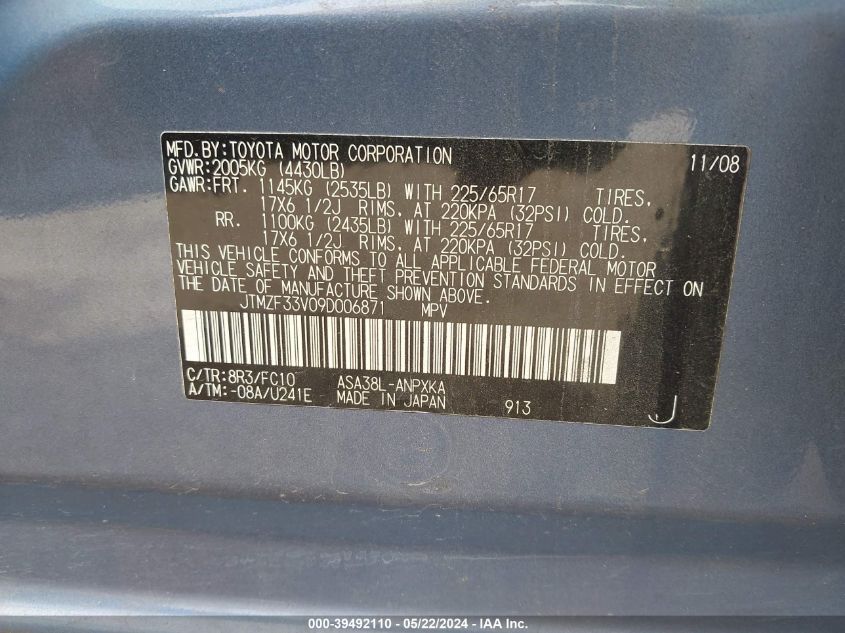 MFD.BY:TOYOTA MOTOR CORPORATION 11/08
GVWR:2005KG (4430LB)
GAWR:FRT. 1145KG (2535LB) WITH 225/65R17 TIRES,
17X6 1/2J RIMS, AT 220KPA (32PSI) COLD.
RR. 1100KG (2435LB) WITH 225/65R17 TIRES,
17X6 1/2J RIMS, AT 220KPA (32PSI) COLD.
THIS VEHICLE CONFORMS TO ALL APPLICABLE FEDERAL MOTOR
VEHICLE SAFETY AND THEFT PREVENTION STANDARDS IN EFFECT ON
THE DATE OF MANUFACTURE SHOWN ABOVE.
JTMZF33V09D006871 MPV
C/TR:8R3/FC10 ASA38L-ANPXKA
A/TM:-08A/U241E MADE IN JAPAN 913 J
000-39492110 - 05/22/2024 - IAA Inc.